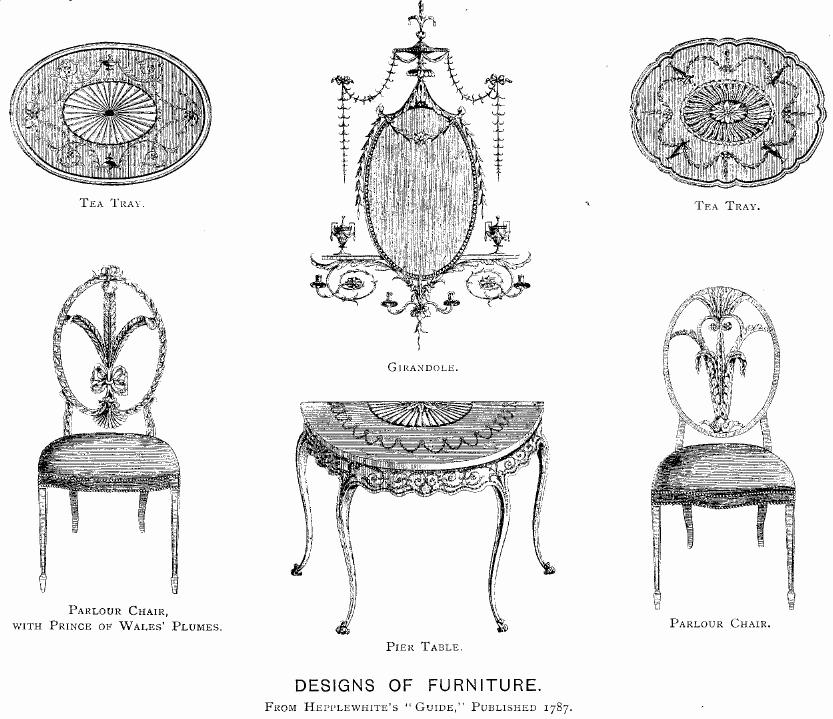 Tea Tray.
Tea Tray.
Girandole.
Parlour Chair,
with Prince of Wales' Plumes.
Parlour Chair.
Pier Table.
DESIGNS OF FURNITURE.
From Hepplewhite's "Guide," Published 1787.